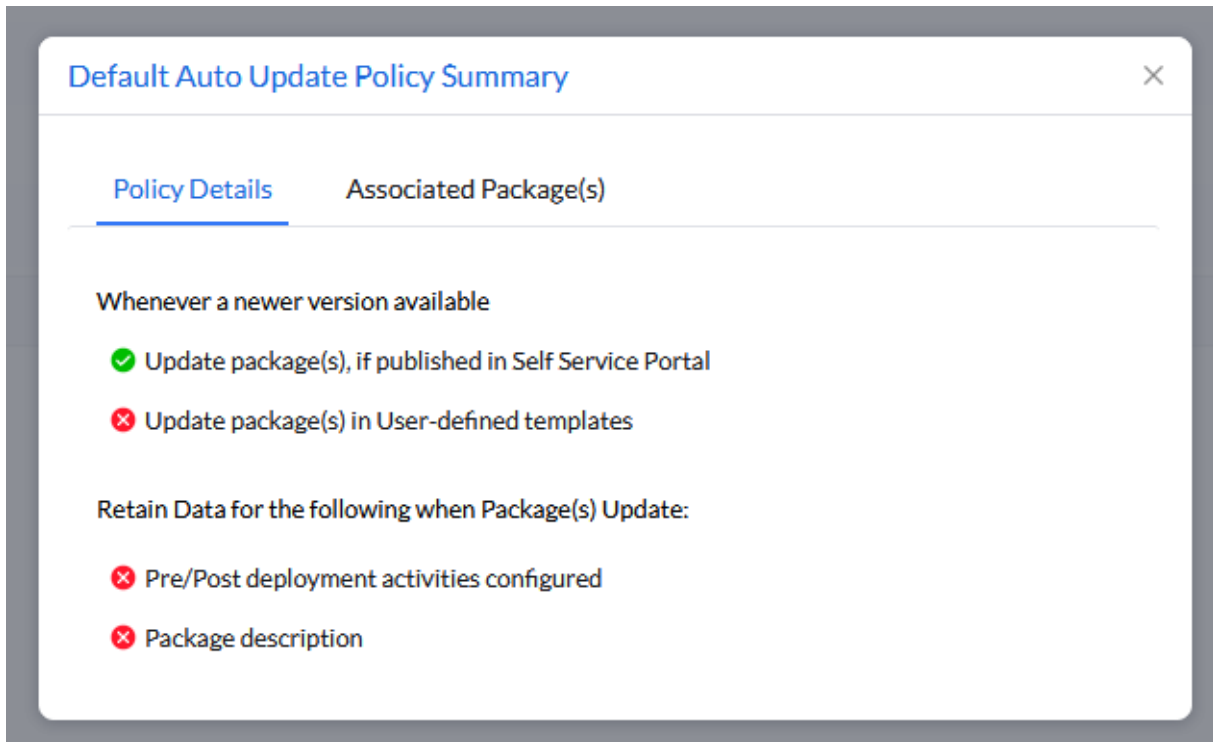 Default Auto Update Policy Summary
Policy Details
Associated Package(s)
Whenever a newer version available
Update package(s), if published in Self Service Portal
Update package(s) in User-defined templates
Retain Data for the following when Package(s) Update:
Pre/Post deployment activities configured
Package description